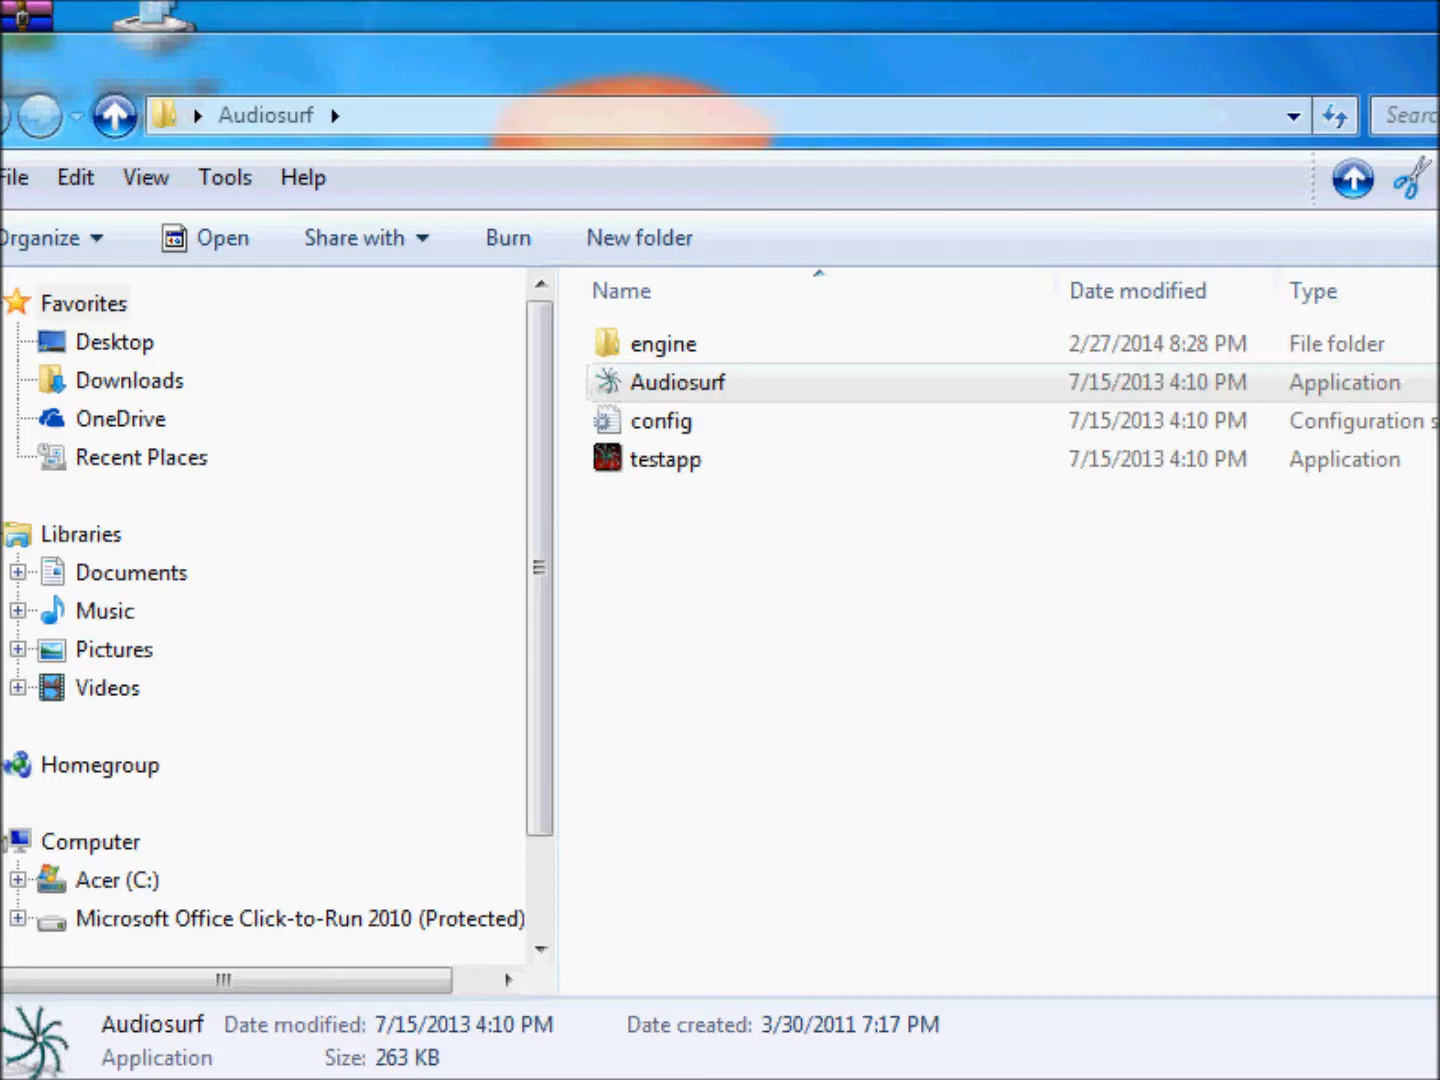 Audiosurf
Searc
File Edit View Tools Help
Organize Open Share with Burn New folder
Name Date modified Type
engine 2/27/2014 8:28 PM File folder
Audiosurf 7/15/2013 4:10 PM Application
config 7/15/2013 4:10 PM Configuration s
testapp 7/15/2013 4:10 PM Application
Favorites
Desktop
Downloads
OneDrive
Recent Places
Libraries
Documents
Music
Pictures
Videos
Homegroup
Computer
Acer (C:)
Microsoft Office Click-to-Run 2010 (Protected)
Audiosurf Date modified: 7/15/2013 4:10 PM Date created: 3/30/2011 7:17 PM
Application Size: 263 KB